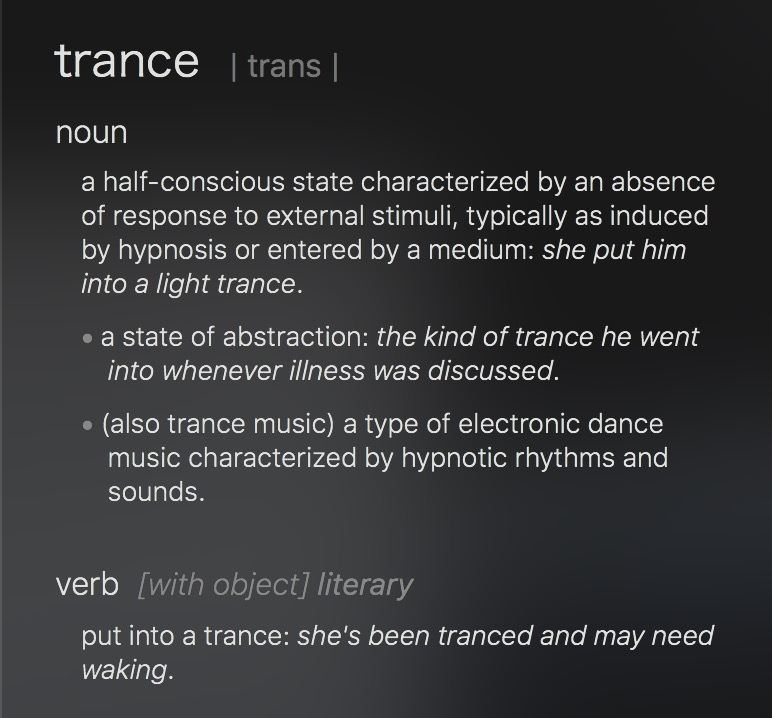 trance | trans |
noun
a half-conscious state characterized by an absence
of response to external stimuli, typically as induced
by hypnosis or entered by a medium: she put him
into a light trance.
• a state of abstraction: the kind of trance he went
into whenever illness was discussed.
• (also trance music) a type of electronic dance
music characterized by hypnotic rhythms and
sounds.
verb [with object] literary
put into a trance: she's been tranced and may need
waking.